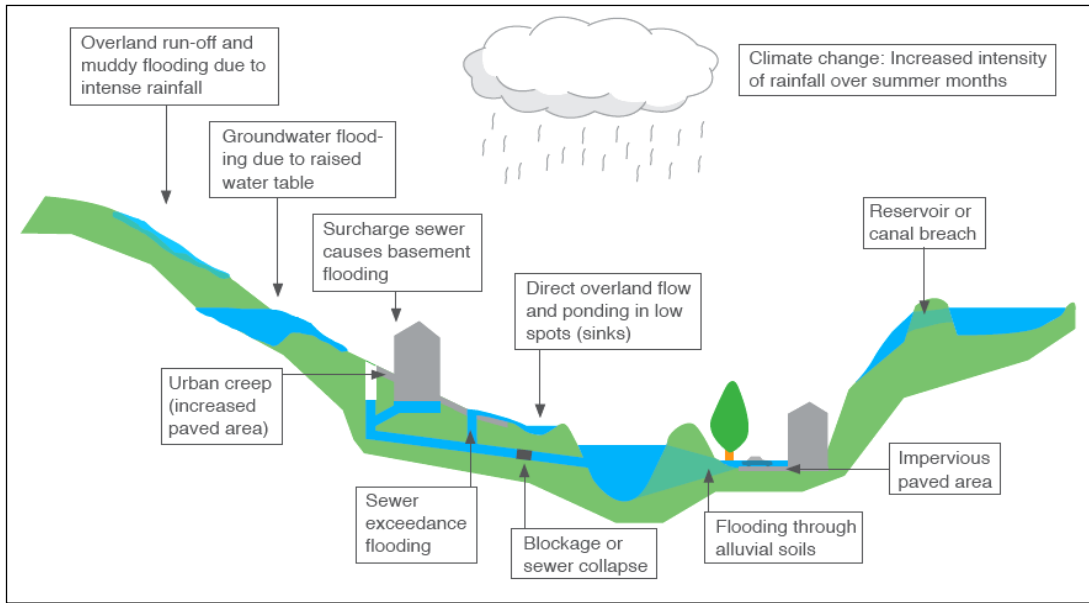 Overland run-off and
muddy flooding due to
intense rainfall
Climate change: Increased intensity
of rainfall over summer months
Groundwater flood-
ing due to raised
water table
Reservoir or
canal breach
Surcharge sewer
causes basement
flooding
Direct overland flow
and ponding in low
spots (sinks)
Urban creep
(increased
paved area)
Impervious
paved area
Sewer
exceedance
flooding
Blockage or
sewer collapse
Flooding through
alluvial soils